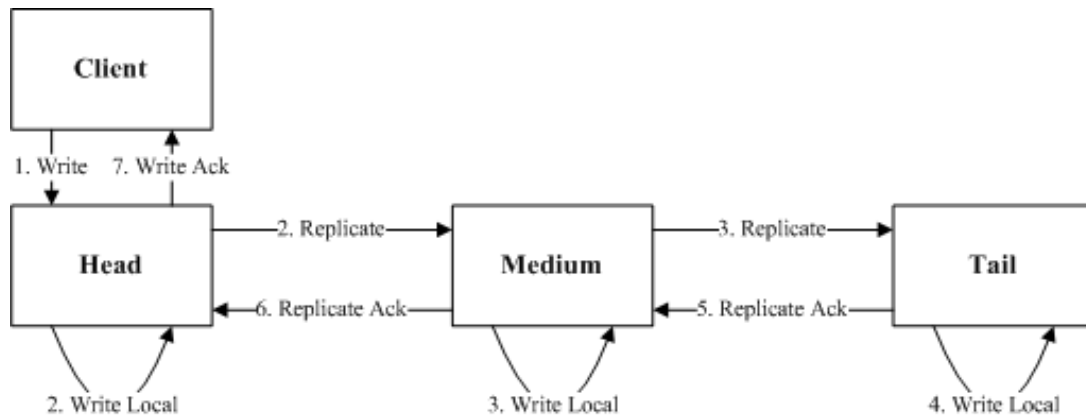 Client
1. Write
7. Write Ack
2. Replicate
3. Replicate
Head
Medium
Tail
6. Replicate Ack
5. Replicate Ack
2. Write Local
3. Write Local
4. Write Local